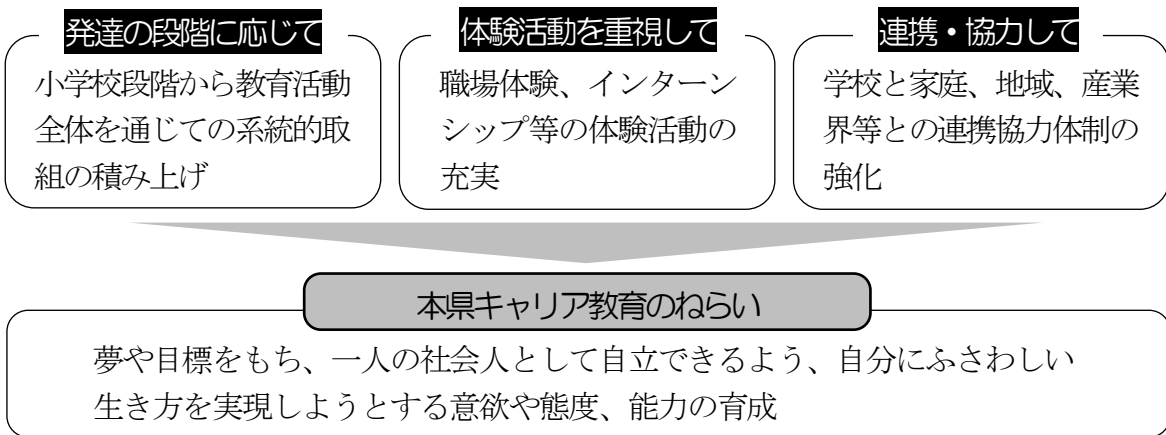 発達の段階に応じて
小学校段階から教育活動
全体を通じての系統的取
組の積み上げ
体験活動を重視して
職場体験、インターン
シップ等の体験活動の
充実
連携・協力して
学校と家庭、地域、産業
界等との連携協力体制の
強化
本県キャリア教育のねらい
夢や目標をもち、一人の社会人として自立できるよう、自分にふさわしい
生き方を実現しようとする意欲や態度、能力の育成